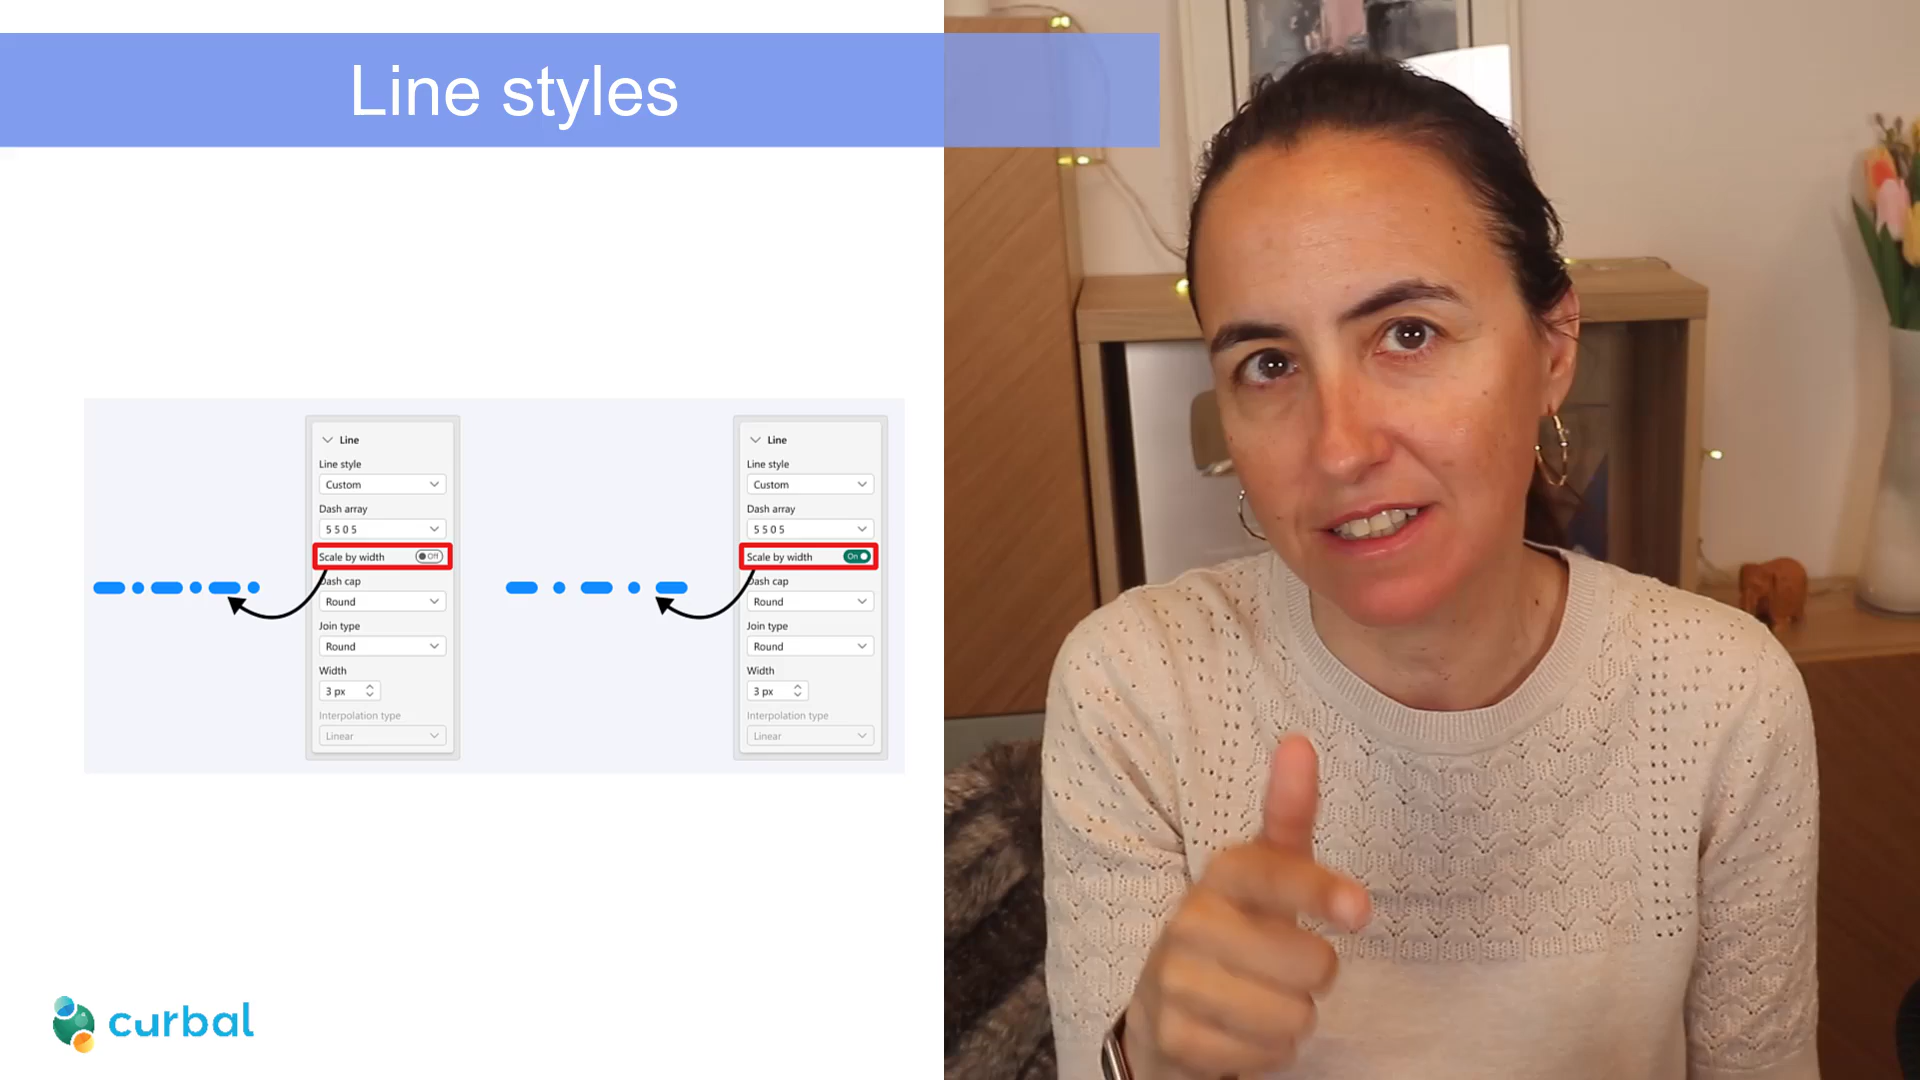 Line styles
Line
Line style
Custom
Dash array
5 5 0 5
Scale by width Off
Dash cap
Round
Join type
Round
Width
3 px
Interpolation type
Linear
Line
Line style
Custom
Dash array
5 5 0 5
Scale by width On
Dash cap
Round
Join type
Round
Width
3 px
Interpolation type
Linear
curbal